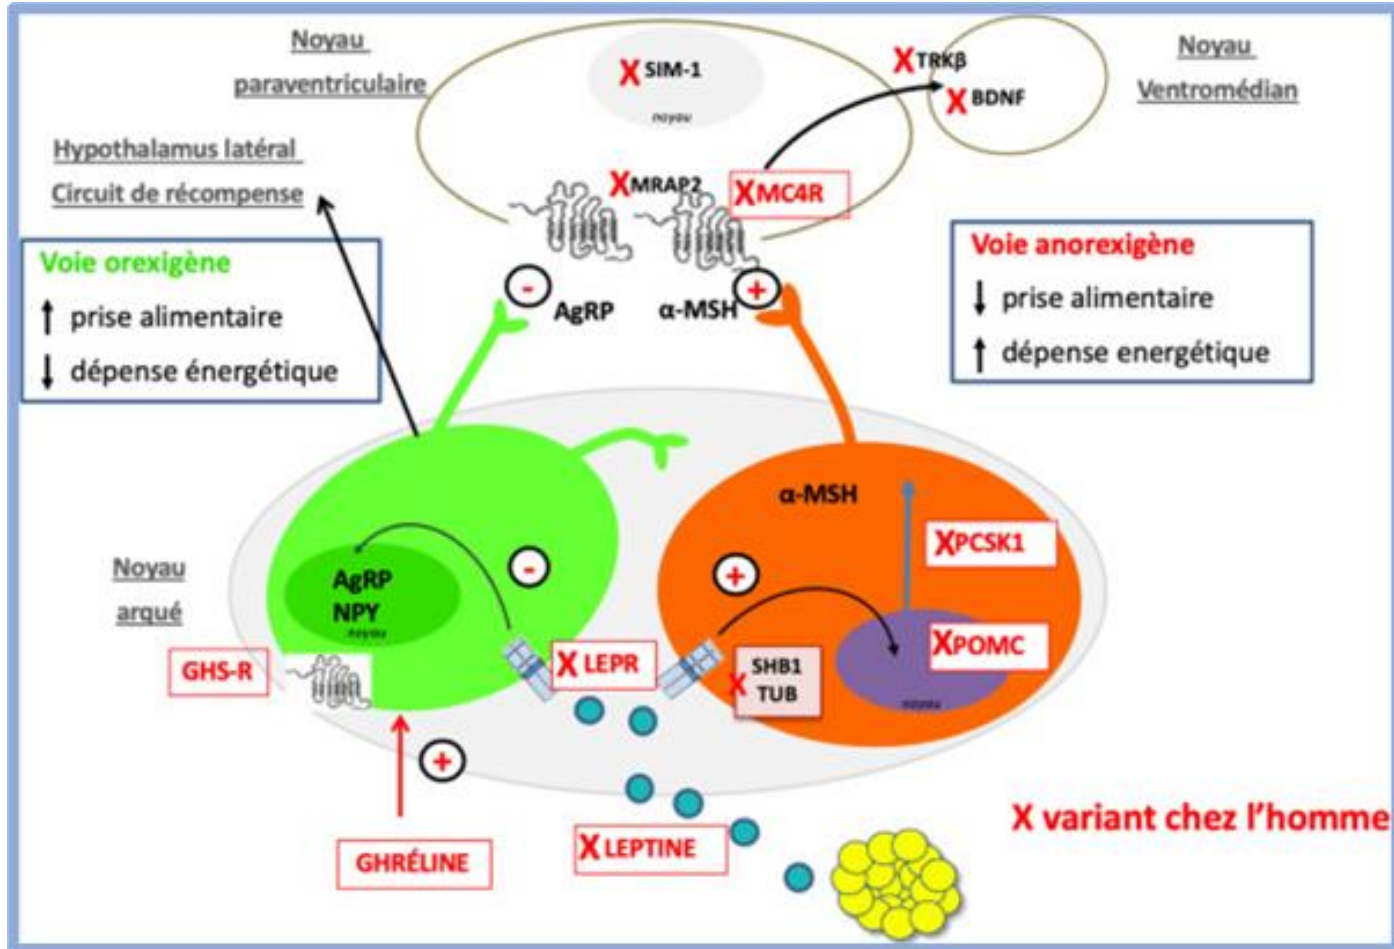 Noyau
paraventriculaire
X SIM-1
noyau
X TRKβ
X BDNF
Noyau
Ventromédian
Hypothalamus latéral
Circuit de récompense
X MRAP2
X MC4R
Voie orexigène
↑ prise alimentaire
↓ dépense énergétique
-
AgRP
α-MSH
+
Voie anorexigène
↓ prise alimentaire
↑ dépense energétique
α-MSH
X PCSK1
Noyau
arqué
AgRP
NPY
noyau
-
+
GHS-R
X LEPR
X SHB1
TUB
X POMC
noyau
+
GHRÉLINE
X LEPTINE
X variant chez l'homme